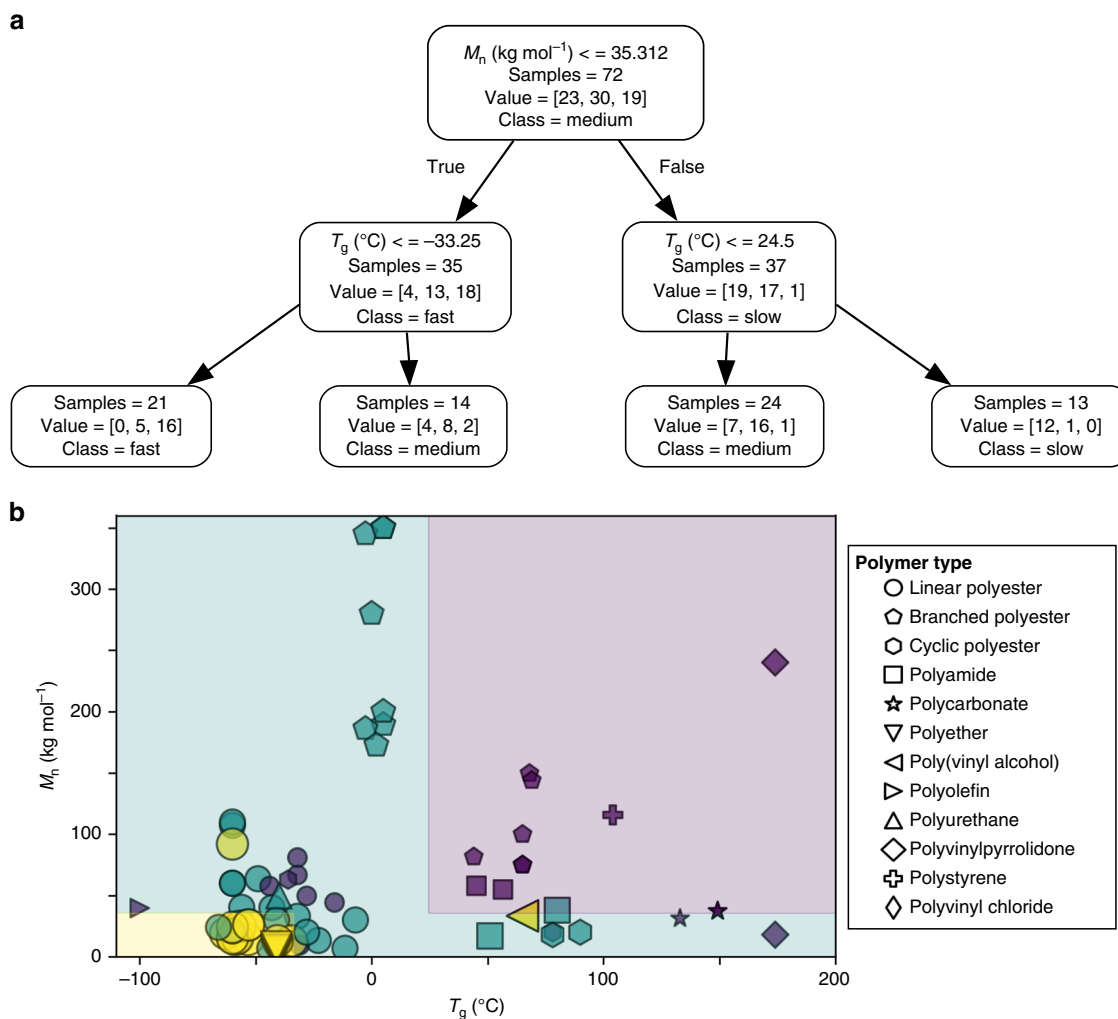 a
M_n (kg mol⁻¹) < = 35.312
Samples = 72
Value = [23, 30, 19]
Class = medium
True
False
T_g (°C) < = –33.25
Samples = 35
Value = [4, 13, 18]
Class = fast
T_g (°C) < = 24.5
Samples = 37
Value = [19, 17, 1]
Class = slow
Samples = 21
Value = [0, 5, 16]
Class = fast
Samples = 14
Value = [4, 8, 2]
Class = medium
Samples = 24
Value = [7, 16, 1]
Class = medium
Samples = 13
Value = [12, 1, 0]
Class = slow
b
300
200
100
0
M_n (kg mol⁻¹)
–100
0
100
200
T_g (°C)
Polymer type
Linear polyester
Branched polyester
Cyclic polyester
Polyamide
Polycarbonate
Polyether
Poly(vinyl alcohol)
Polyolefin
Polyurethane
Polyvinylpyrrolidone
Polystyrene
Polyvinyl chloride